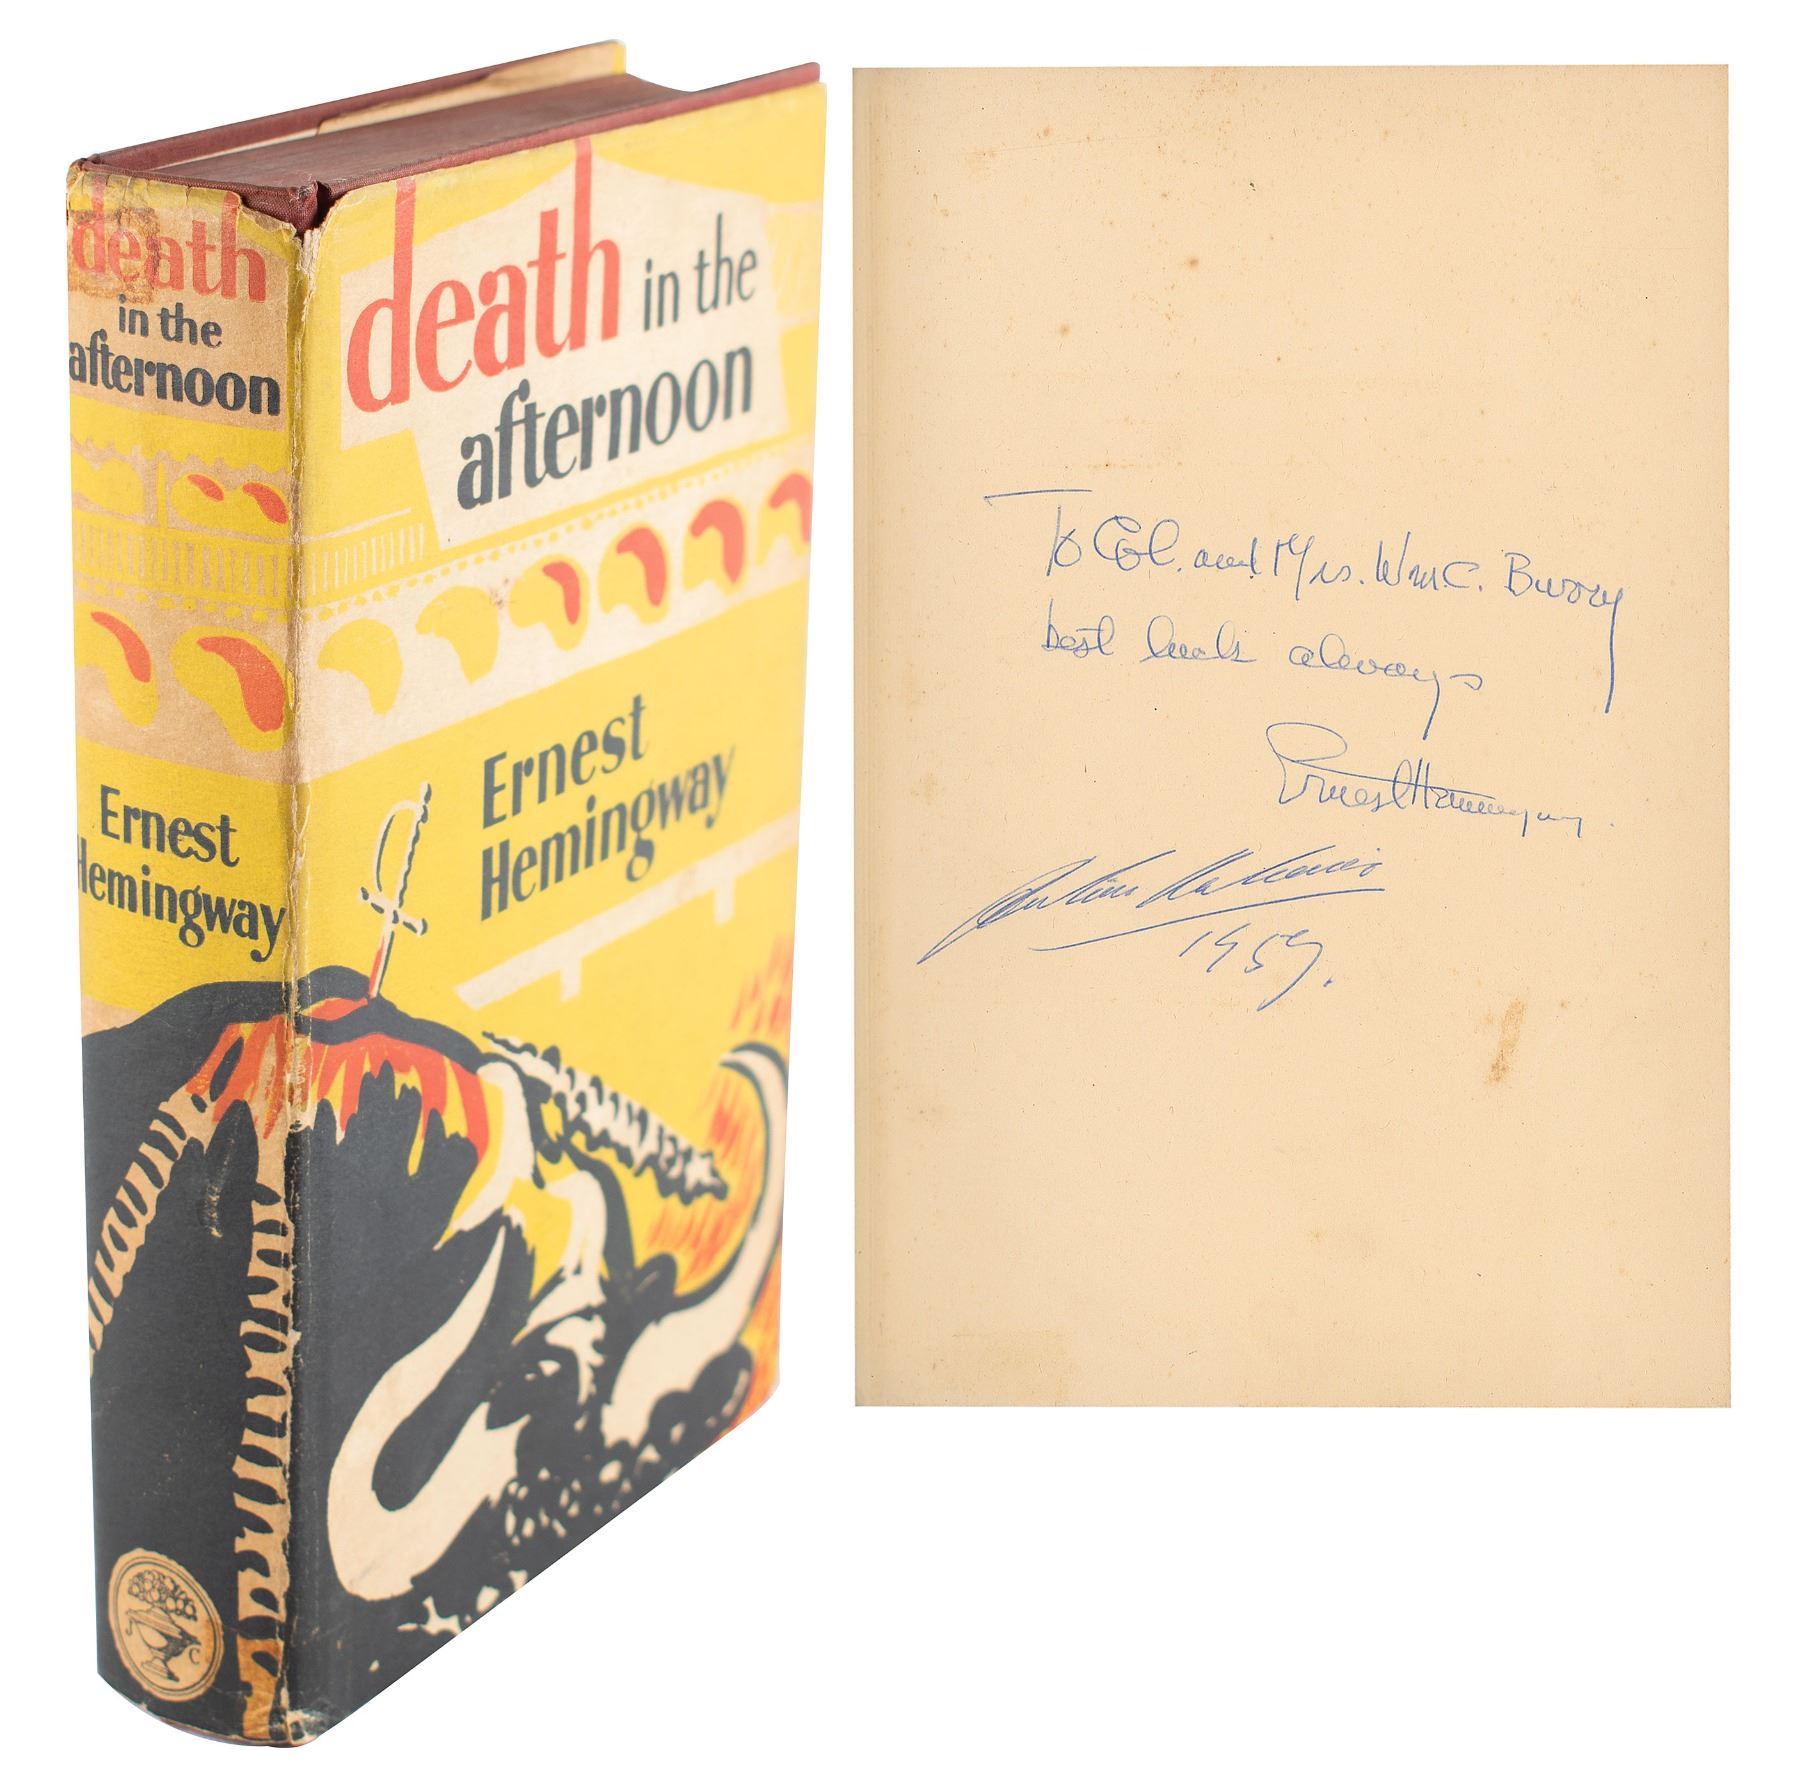 death
in the
afternoon
Ernest
Hemingway
C
death in the
afternoon
Ernest
Hemingway
To Col. and Mrs. Wm. C.
best luck always
Ernest Hemingway.
1959.